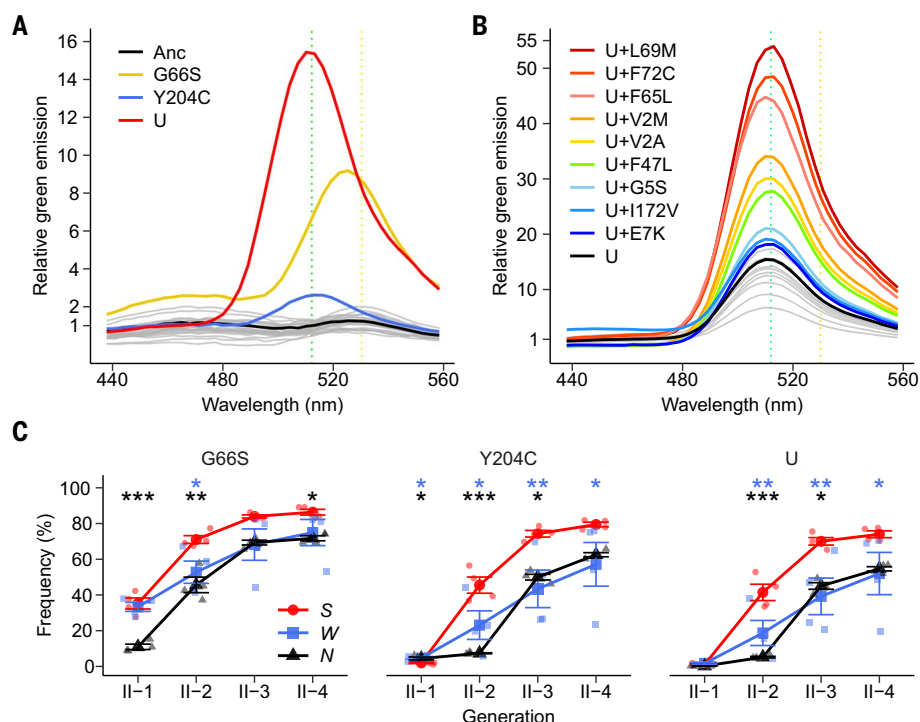 A
Relative green emission
16
14
12
10
8
6
4
2
1
Anc
G66S
Y204C
U
440 480 520 560
Wavelength (nm)
B
Relative green emission
55
50
40
30
20
10
1
U+L69M
U+F72C
U+F65L
U+V2M
U+V2A
U+F47L
U+G5S
U+I172V
U+E7K
U
440 480 520 560
Wavelength (nm)
C
G66S Y204C U
Frequency (%)
100
80
60
40
20
0
* * * ** ** *
*** ** * * *** * *** *
S
W
N
II−1 II−2 II−3 II−4 II−1 II−2 II−3 II−4 II−1 II−2 II−3 II−4
Generation